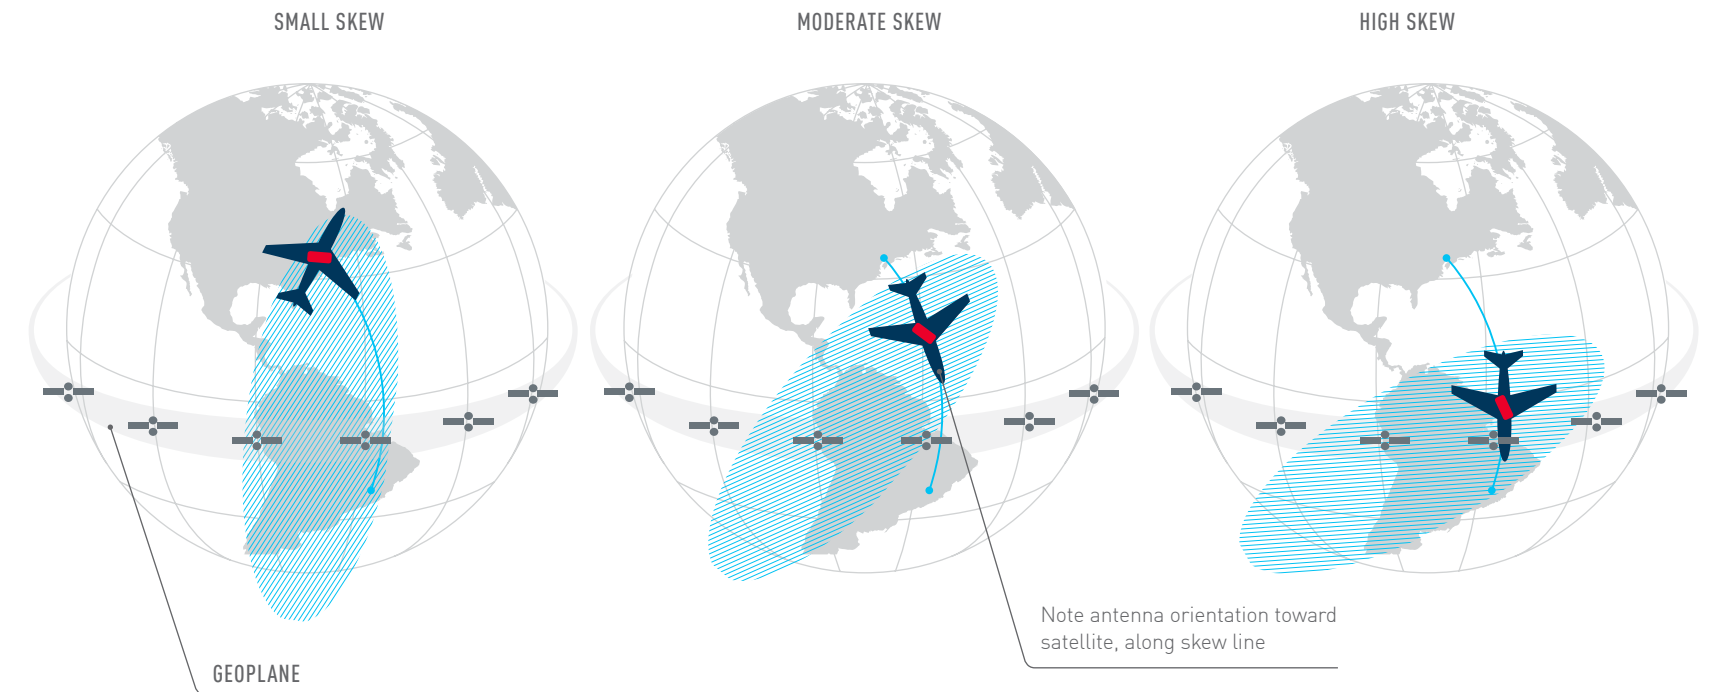 SMALL SKEW
MODERATE SKEW
HIGH SKEW
Note antenna orientation toward
satellite, along skew line
GEOPLANE